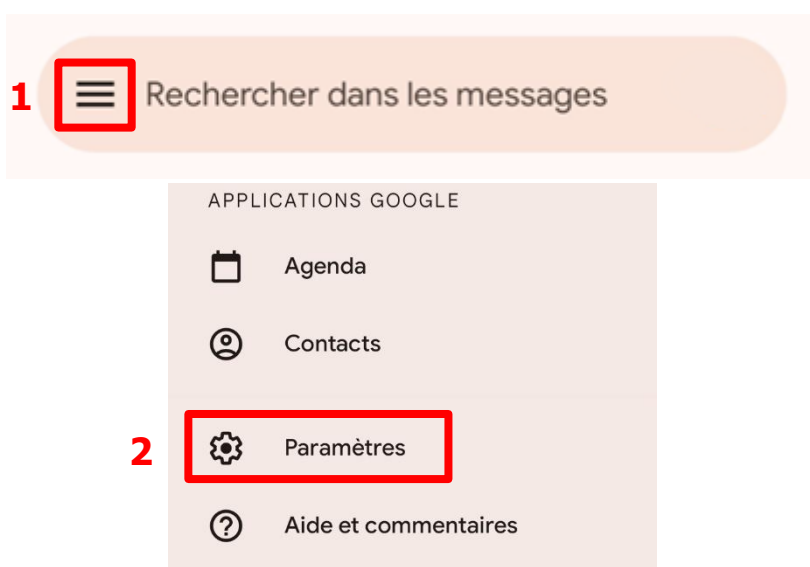 1 Rechercher dans les messages
APPLICATIONS GOOGLE
Agenda
Contacts
2 Paramètres
Aide et commentaires